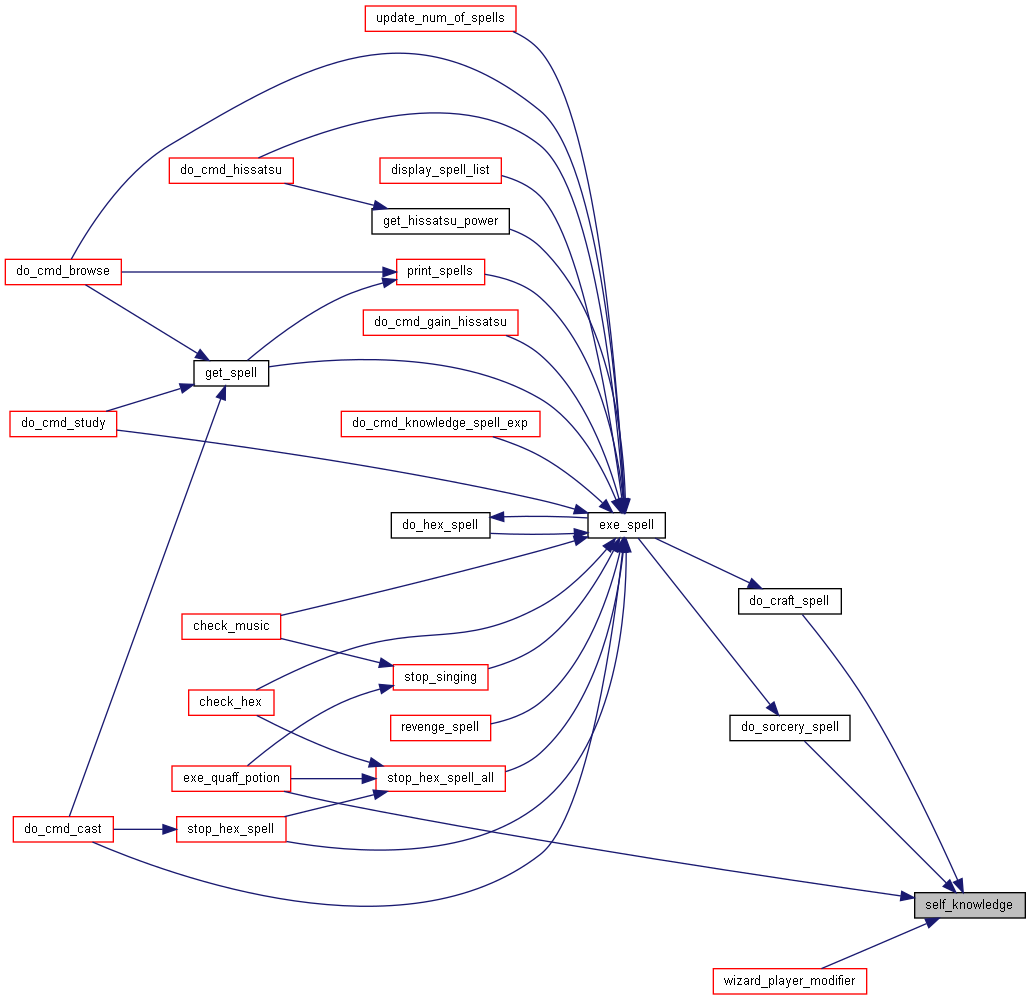 update_num_of_spells
do_cmd_hissatsu
display_spell_list
get_hissatsu_power
do_cmd_browse
print_spells
do_cmd_gain_hissatsu
get_spell
do_cmd_study
do_cmd_knowledge_spell_exp
do_hex_spell
exe_spell
do_craft_spell
check_music
stop_singing
check_hex
revenge_spell
do_sorcery_spell
exe_quaff_potion
stop_hex_spell_all
do_cmd_cast
stop_hex_spell
self_knowledge
wizard_player_modifier